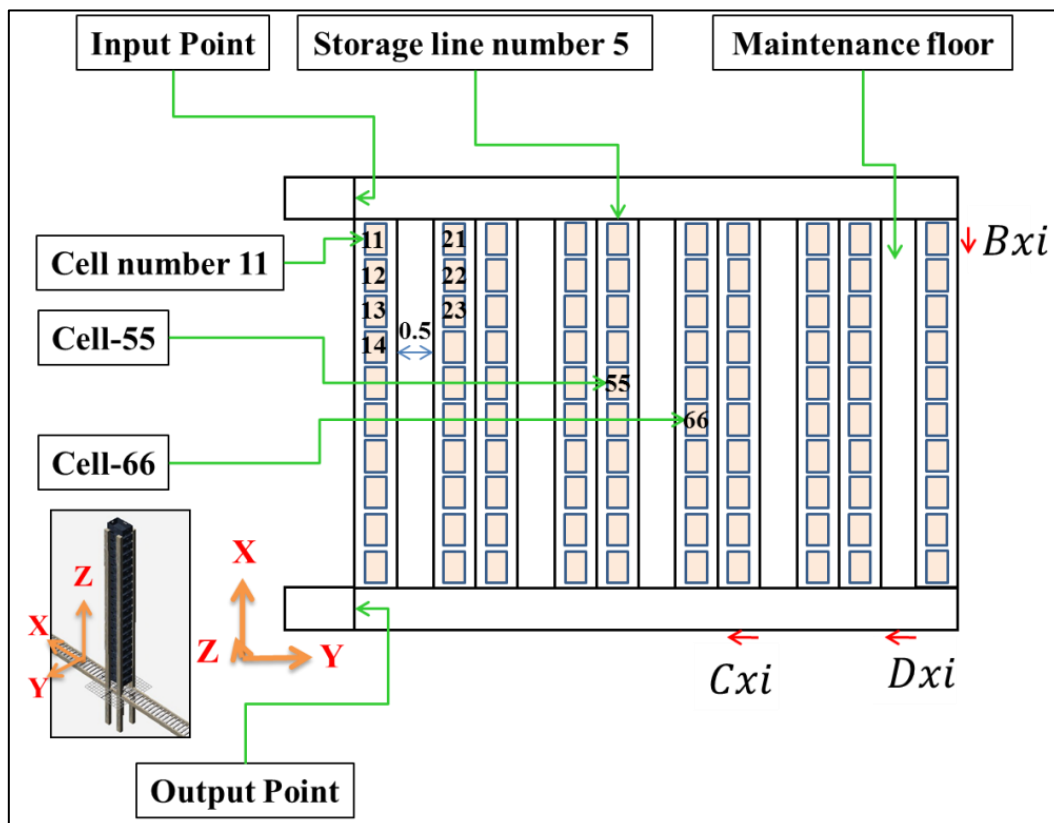 Input Point
Storage line number 5
Maintenance floor
Cell number 11
11
21
Bxi
12
22
13
23
14
0.5
Cell-55
55
66
Cell-66
X
Z
Y
Z
X
Y
Cxi
Dxi
Output Point